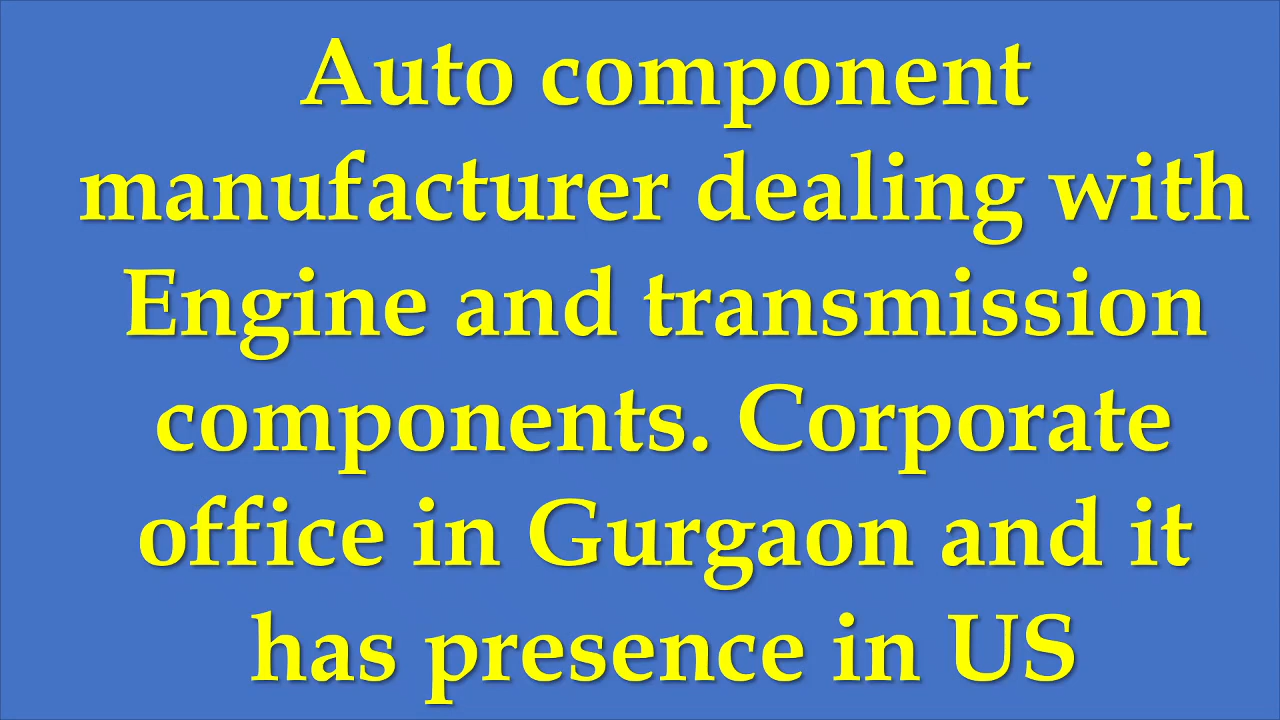 Auto component
manufacturer dealing with
Engine and transmission
components. Corporate
office in Gurgaon and it
has presence in US